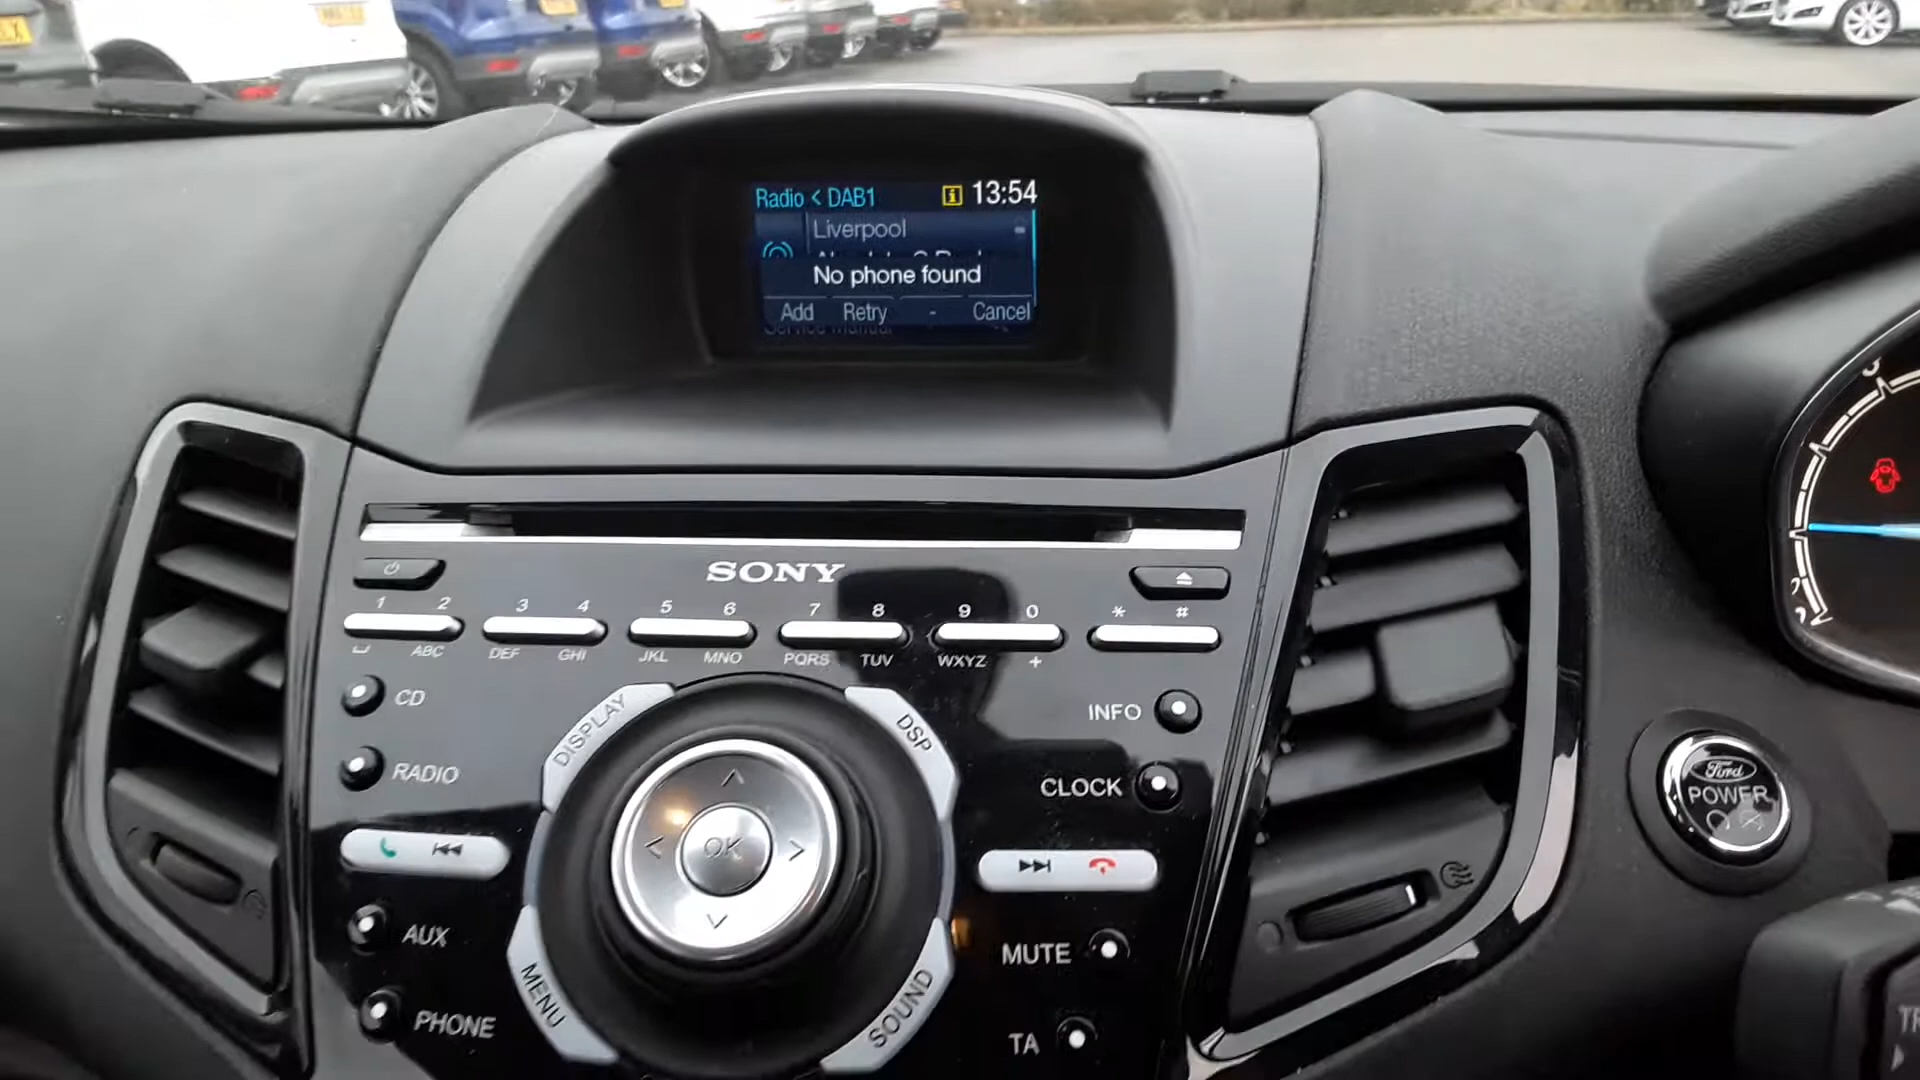 Radio < DAB1 13:54
Liverpool
No phone found
Add Retry - Cancel
SONY
1 2 3 4 5 6 7 8 9 0 * #
ABC DEF GHI JKL MNO PQRS TUV WXYZ +
CD
DISPLAY
DSP
INFO
RADIO
CLOCK
OK
AUX
MUTE
PHONE
MENU
SOUND
TA
Ford
POWER